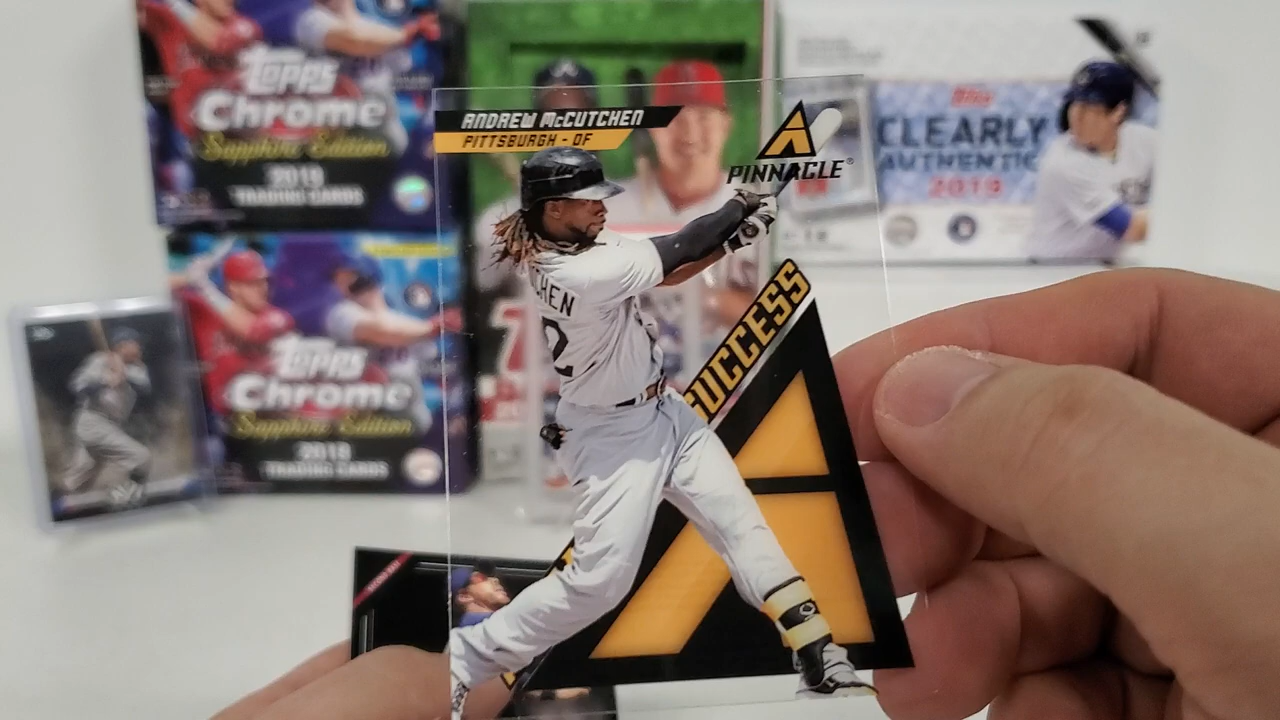 Topps
Chrome
Sapphire Edition
2019
TRADING CARDS
ANDREW McCUTCHEN
PITTSBURGH - OF
PINNACLE®
Topps
CLEARLY
AUTHENTIC
2019
CHEN
2
SUCCESS
Topps
Chrome
Sapphire Edition
2019
TRADING CARDS